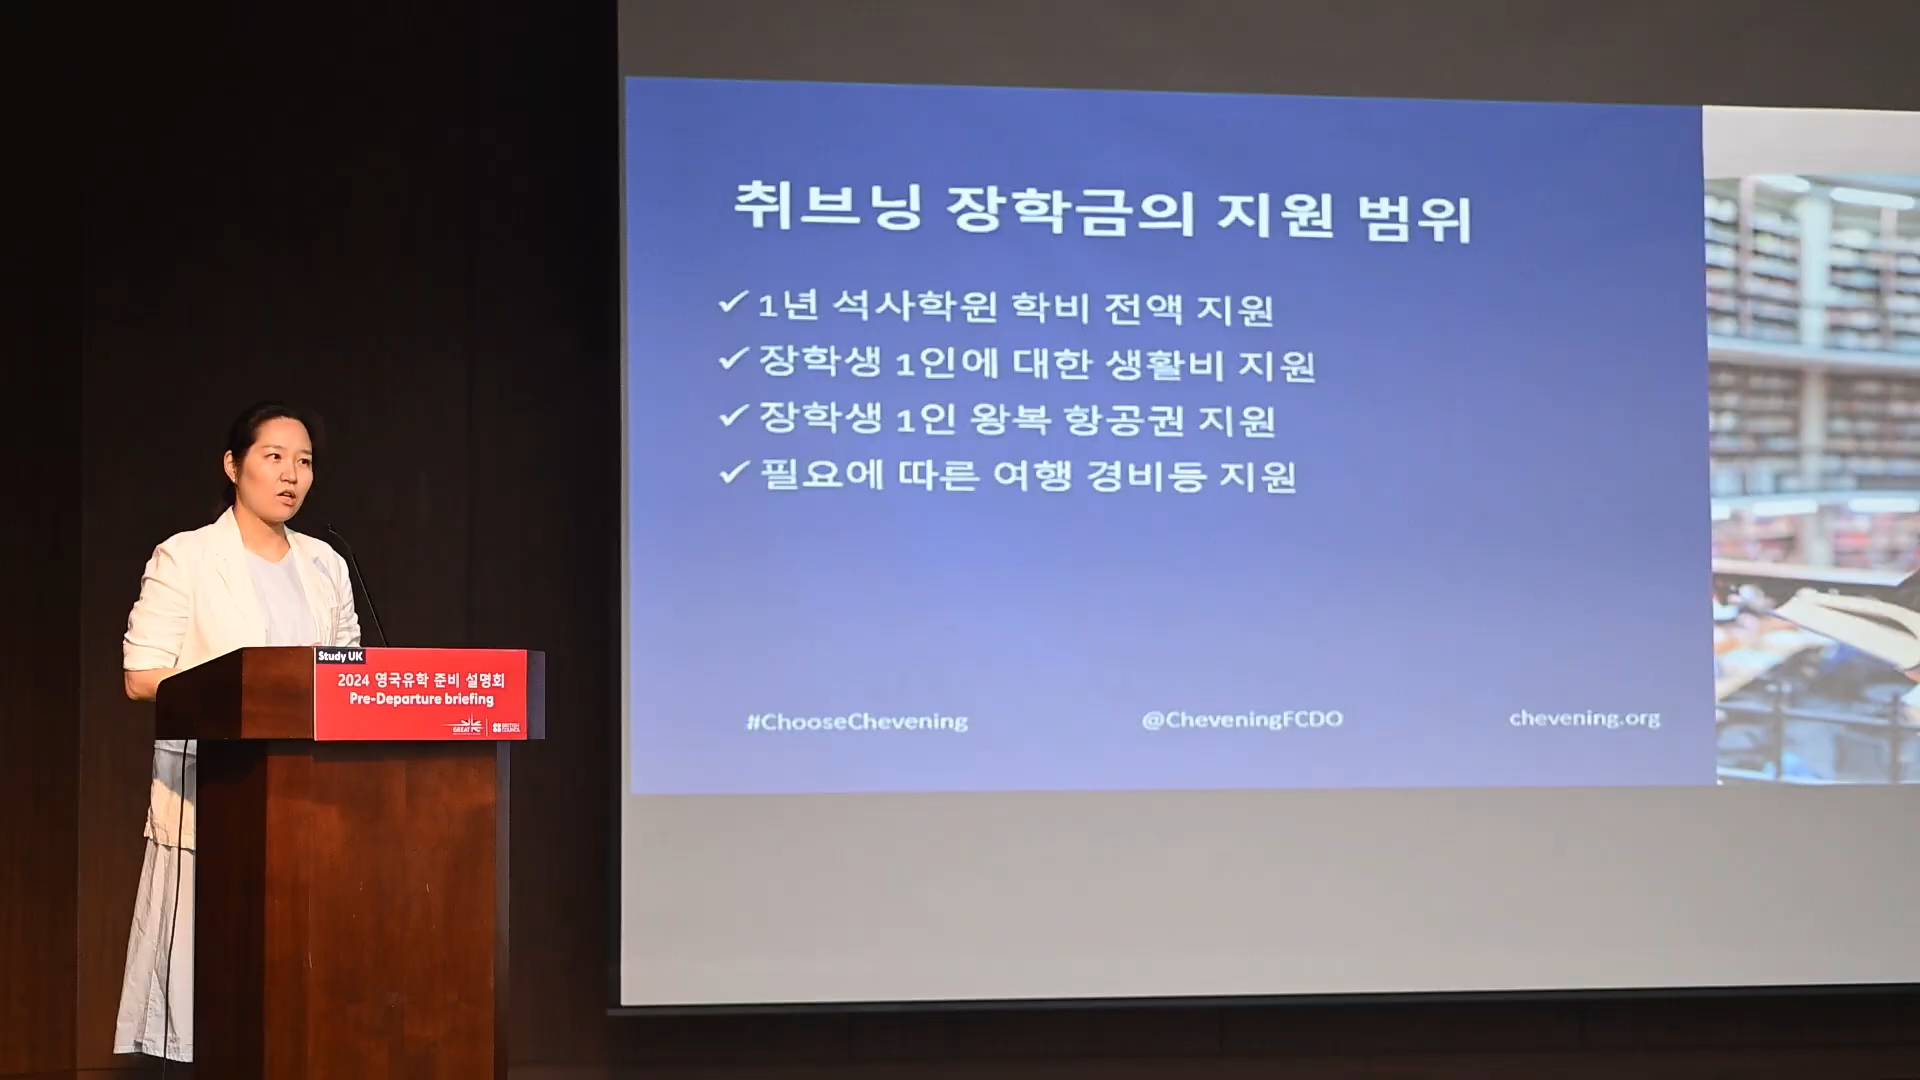 취브닝 장학금의 지원 범위
✓ 1년 석사학윈 학비 전액 지원
✓ 장학생 1인에 대한 생활비 지원
✓ 장학생 1인 왕복 항공권 지원
✓ 필요에 따른 여행 경비등 지원
#ChooseChevening
@CheveningFCDO
chevening.org
Study UK
2024 영국유학 준비 설명회
Pre-Departure briefing
GREAT
BRITISH
COUNCIL